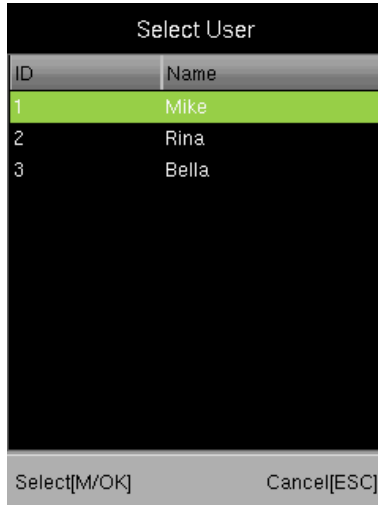 Select User
ID Name
1 Mike
2 Rina
3 Bella
Select[M/OK] Cancel[ESC]